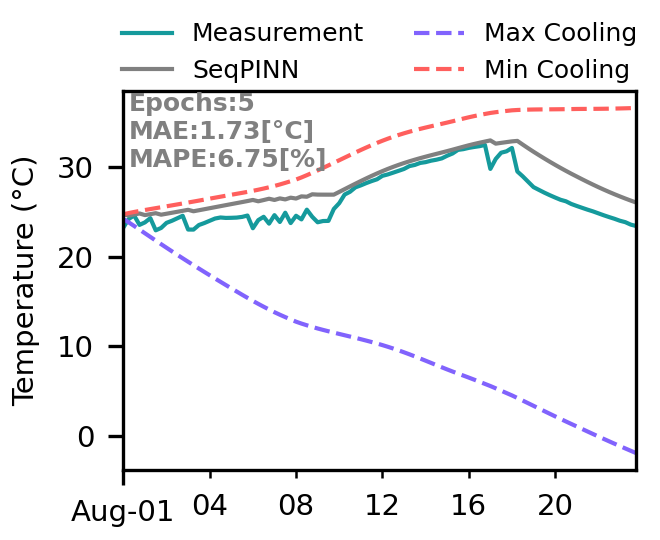 Measurement
Max Cooling
SeqPINN
Min Cooling
Epochs:5
MAE:1.73[°C]
MAPE:6.75[%]
Temperature (°C)
30
20
10
0
Aug-01
04
08
12
16
20